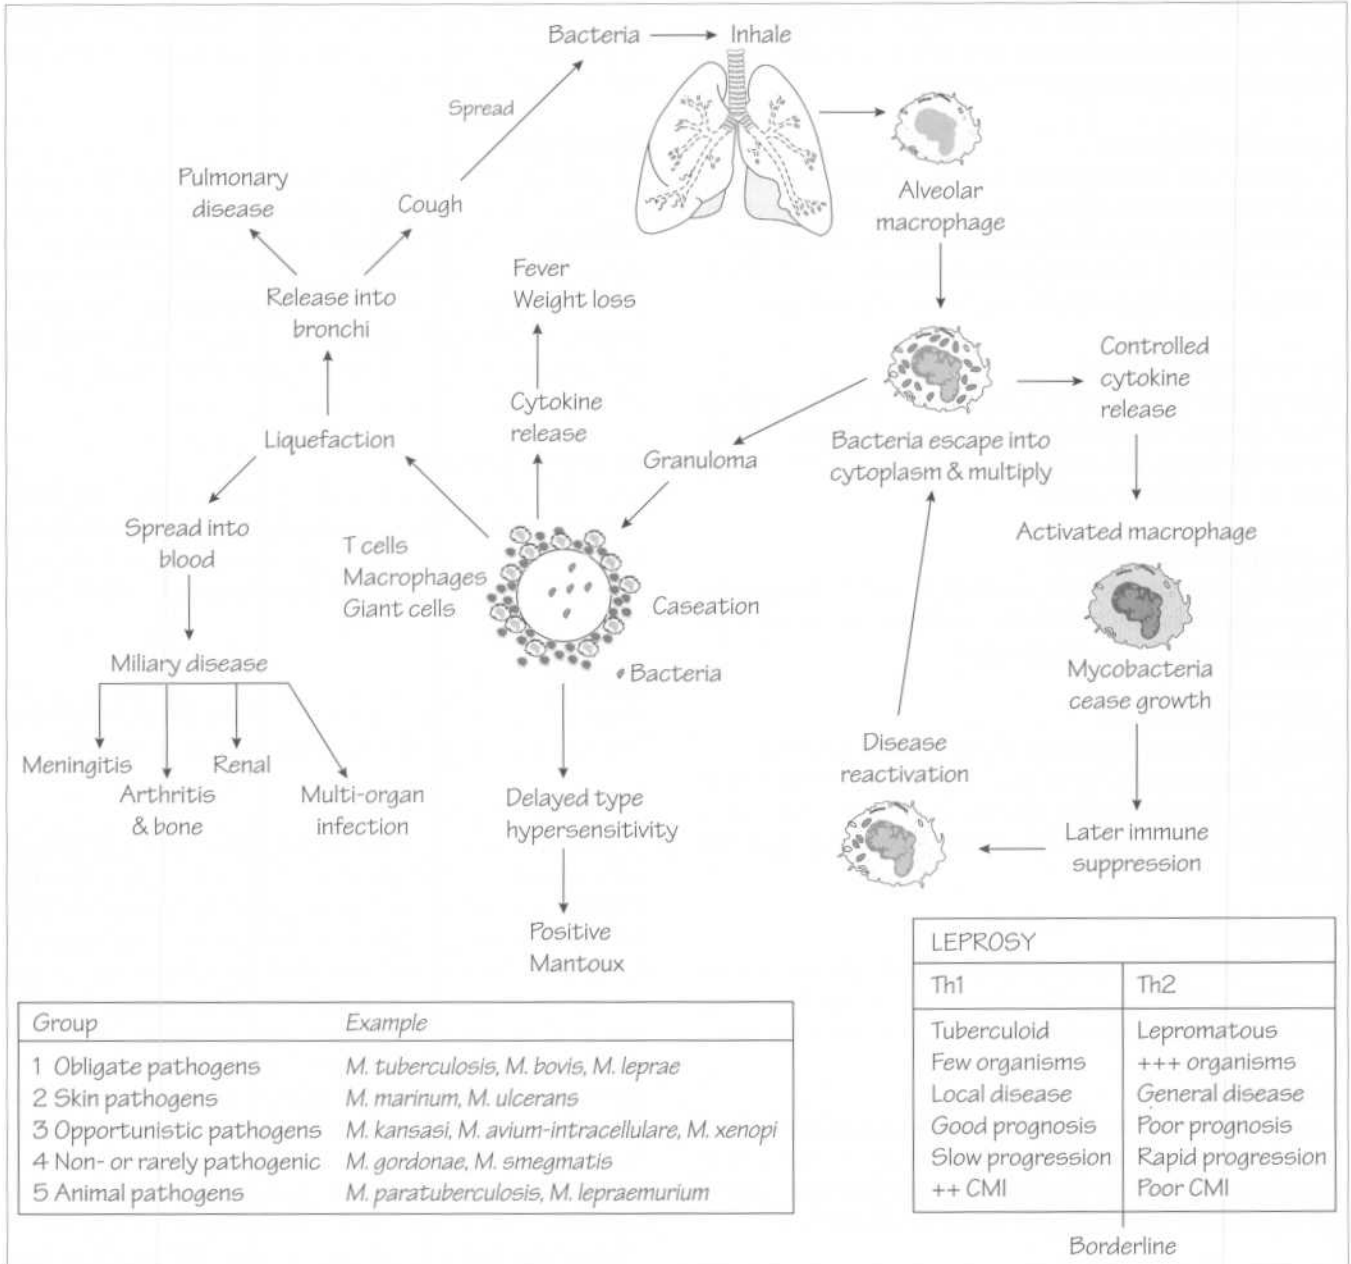 Bacteria
Inhale
Spread
Pulmonary
disease
Cough
Alveolar
macrophage
Release into
bronchi
Fever
Weight loss
Controlled
cytokine
release
Cytokine
release
Liquefaction
Granuloma
Bacteria escape into
cytoplasm & multiply
Spread into
blood
T cells
Macrophages
Giant cells
Caseation
Activated macrophage
Miliary disease
Bacteria
Mycobacteria
cease growth
Meningitis
Arthritis
& bone
Renal
Multi-organ
infection
Delayed type
hypersensitivity
Disease
reactivation
Later immune
suppression
Positive
Mantoux
Group Example
1 Obligate pathogens M. tuberculosis, M. bovis, M. leprae
2 Skin pathogens M. marinum, M. ulcerans
3 Opportunistic pathogens M. kansasi, M. avium-intracellulare, M. xenopi
4 Non- or rarely pathogenic M. gordonae, M. smegmatis
5 Animal pathogens M. paratuberculosis, M. lepraemurium
LEPROSY
Th1 Th2
Tuberculoid Lepromatous
Few organisms +++ organisms
Local disease General disease
Good prognosis Poor prognosis
Slow progression Rapid progression
++ CMI Poor CMI
Borderline